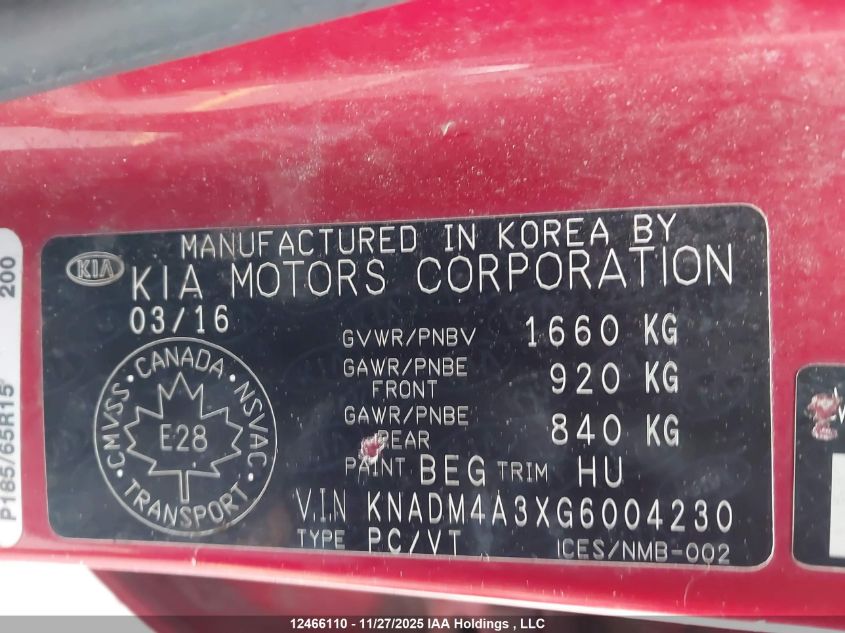 MANUFACTURED IN KOREA BY
KIA
KIA MOTORS CORPORATION
03/16
GVWR/PNBV 1660 KG
GAWR/PNBE FRONT 920 KG
GAWR/PNBE REAR 840 KG
PAINT BEG TRIM HU
V.I.N KNADM4A3XG6004230
TYPE PC/VT ICES/NMB-002
CMVSS · CANADA · NSVAC · TRANSPORT ·
E28
P185/65R15 200
12466110 - 11/27/2025 IAA Holdings , LLC